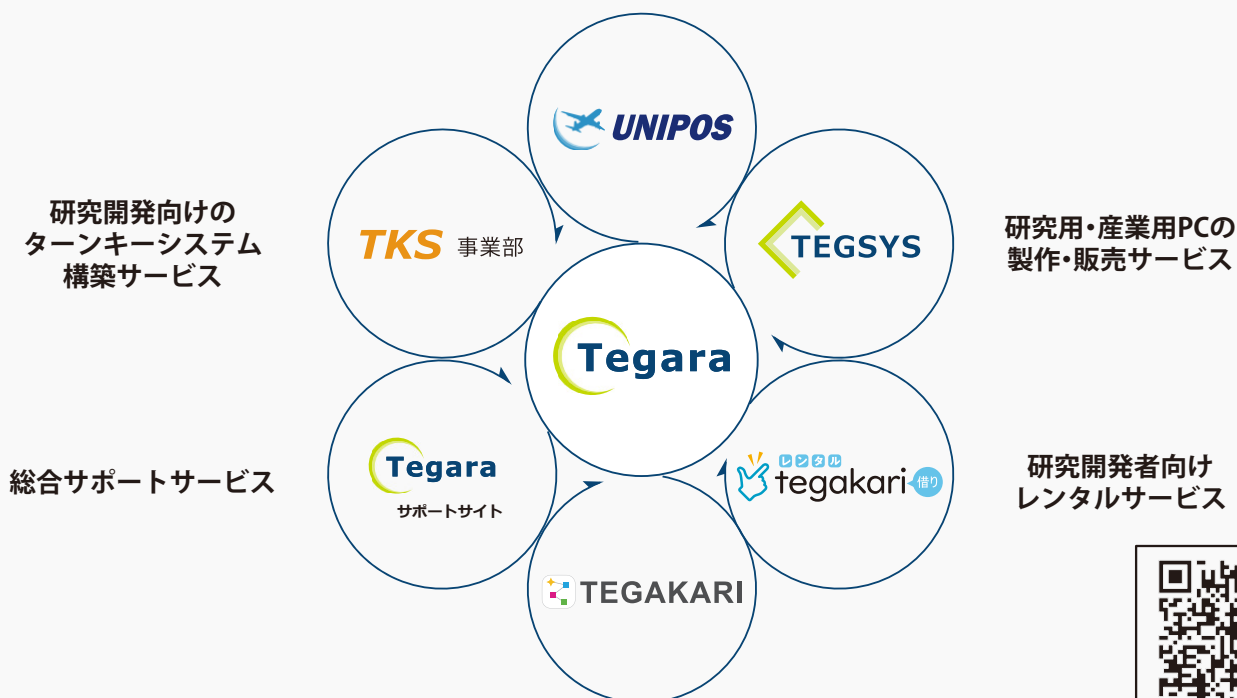 UNIPOS
研究開発向けの
ターンキーシステム
構築サービス
TKS 事業部
TEGSYS
研究用・産業用PCの
製作・販売サービス
Tegara
総合サポートサービス
Tegara
サポートサイト
レンタル
tegakari 借り
研究開発者向け
レンタルサービス
TEGAKARI